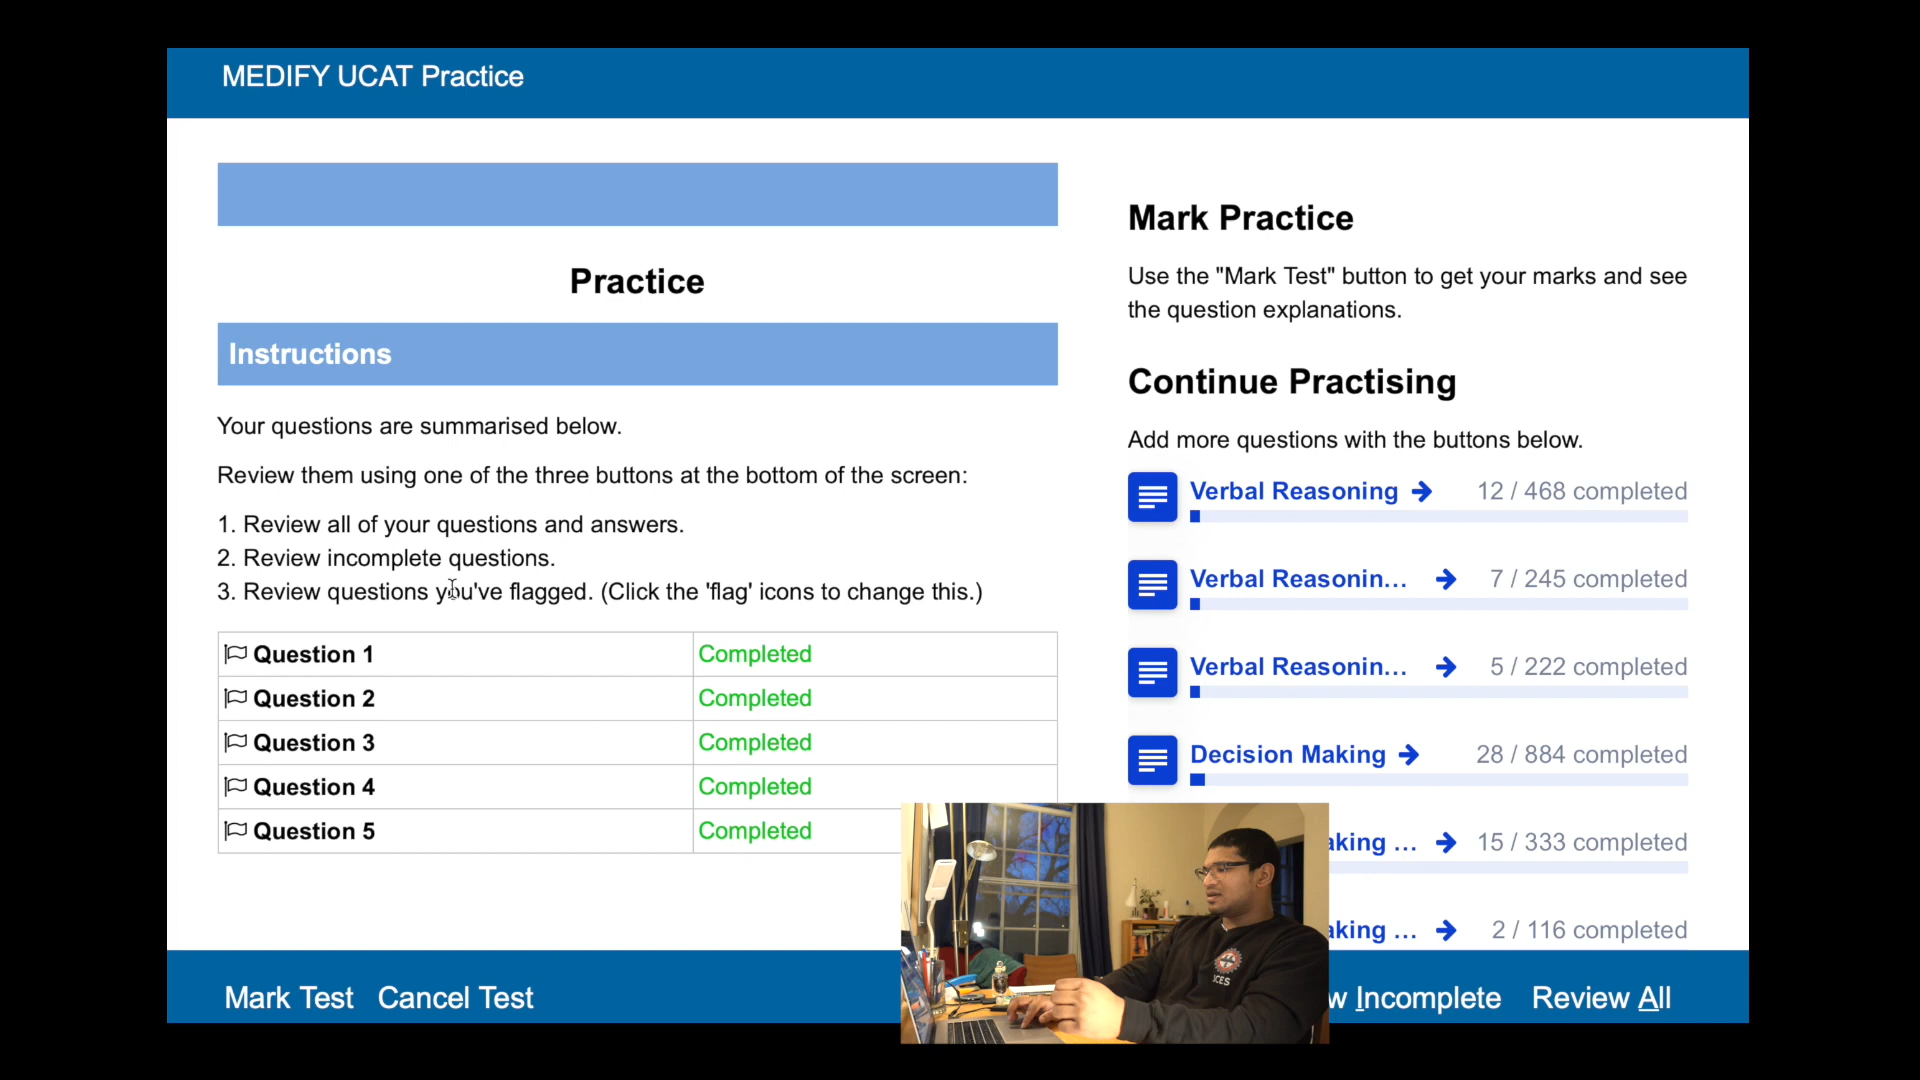 MEDIFY UCAT Practice
Practice
Instructions
Your questions are summarised below.
Review them using one of the three buttons at the bottom of the screen:
1. Review all of your questions and answers.
2. Review incomplete questions.
3. Review questions you've flagged. (Click the 'flag' icons to change this.)
Question 1 Completed
Question 2 Completed
Question 3 Completed
Question 4 Completed
Question 5 Completed
Mark Practice
Use the "Mark Test" button to get your marks and see
the question explanations.
Continue Practising
Add more questions with the buttons below.
Verbal Reasoning 12 / 468 completed
Verbal Reasonin... 7 / 245 completed
Verbal Reasonin... 5 / 222 completed
Decision Making 28 / 884 completed
aking ... 15 / 333 completed
aking ... 2 / 116 completed
Mark Test Cancel Test
w Incomplete Review All